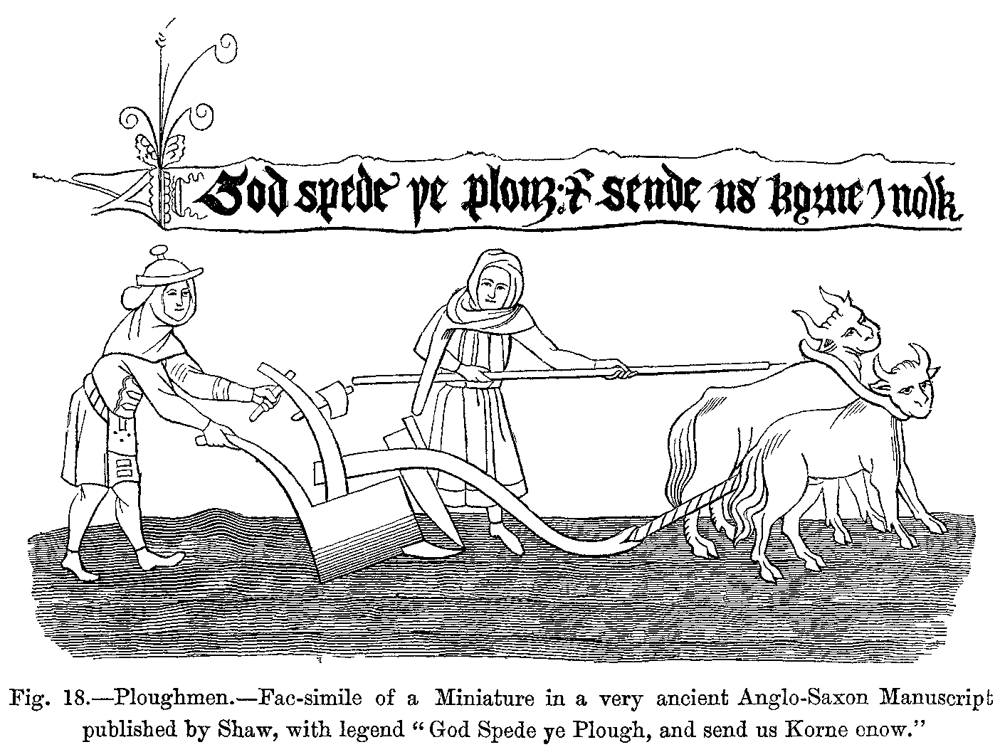 God spede ye plouȝ: & sende us korne Inolk
Fig. 18.—Ploughmen.—Fac-simile of a Miniature in a very ancient Anglo-Saxon Manuscript
published by Shaw, with legend “God Spede ye Plough, and send us Korne enow.”